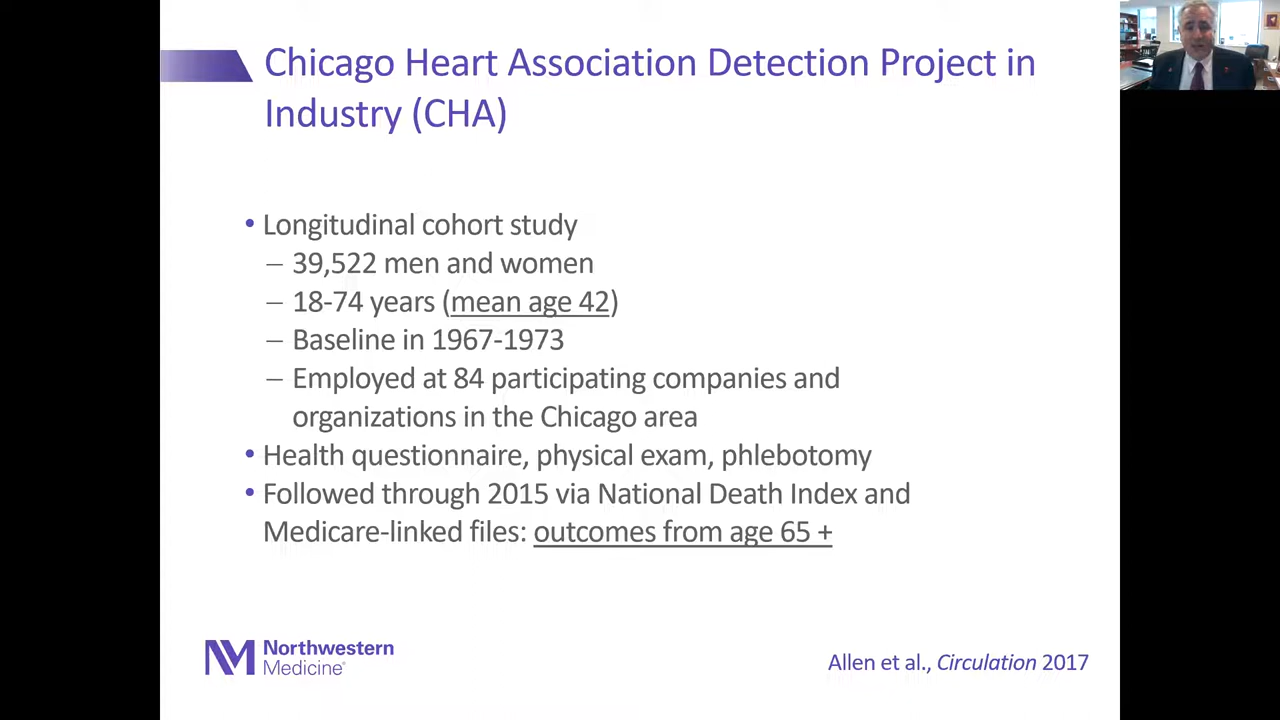 Chicago Heart Association Detection Project in
Industry (CHA)
• Longitudinal cohort study
– 39,522 men and women
– 18-74 years (mean age 42)
– Baseline in 1967-1973
– Employed at 84 participating companies and
organizations in the Chicago area
• Health questionnaire, physical exam, phlebotomy
• Followed through 2015 via National Death Index and
Medicare-linked files: outcomes from age 65 +
NM Northwestern
Medicine®
Allen et al., Circulation 2017